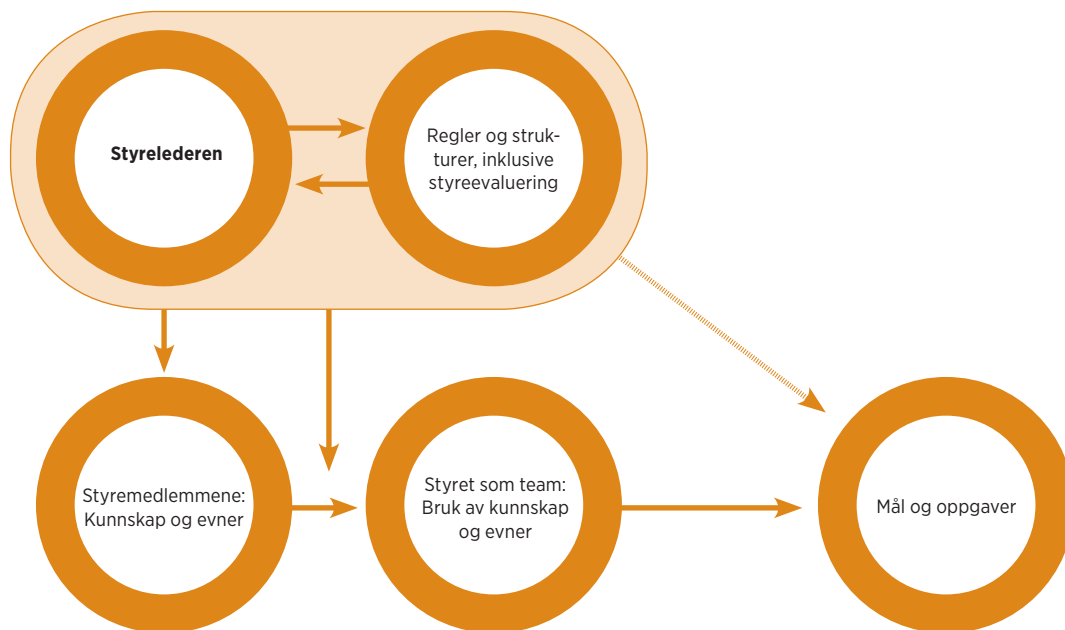 Styrelederen
Regler og struk-
turer, inklusive
styreevaluering
Styremedlemmene:
Kunnskap og evner
Styret som team:
Bruk av kunnskap
og evner
Mål og oppgaver